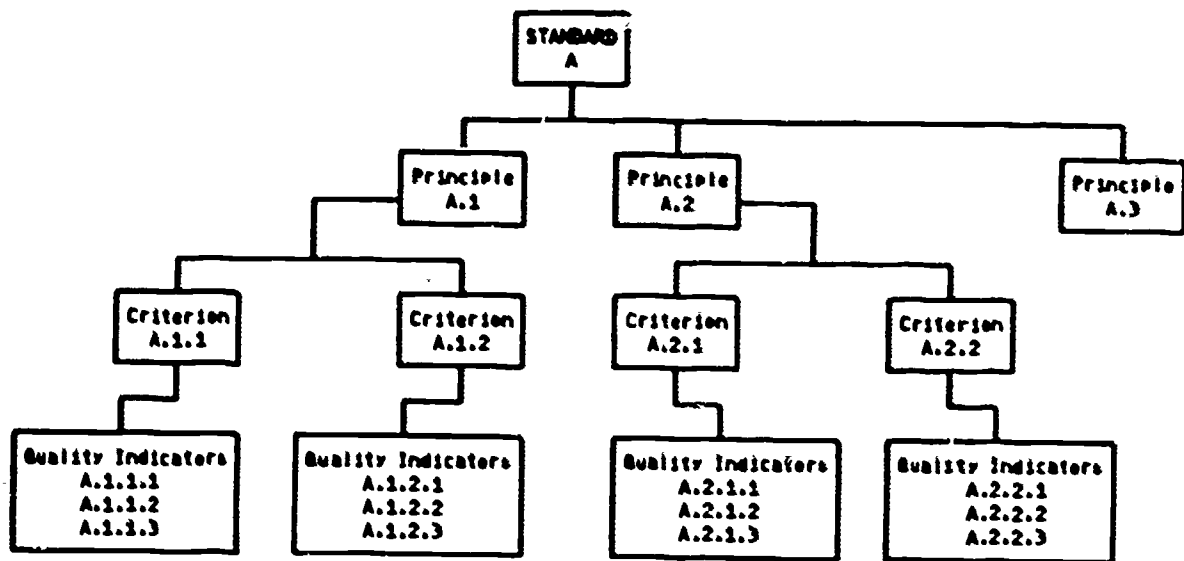 STANDARD
A
Principle
A.1
Principle
A.2
Principle
A.3
Criterion
A.1.1
Criterion
A.1.2
Criterion
A.2.1
Criterion
A.2.2
Quality Indicators
A.1.1.1
A.1.1.2
A.1.1.3
Quality Indicators
A.1.2.1
A.1.2.2
A.1.2.3
Quality Indicators
A.2.1.1
A.2.1.2
A.2.1.3
Quality Indicators
A.2.2.1
A.2.2.2
A.2.2.3